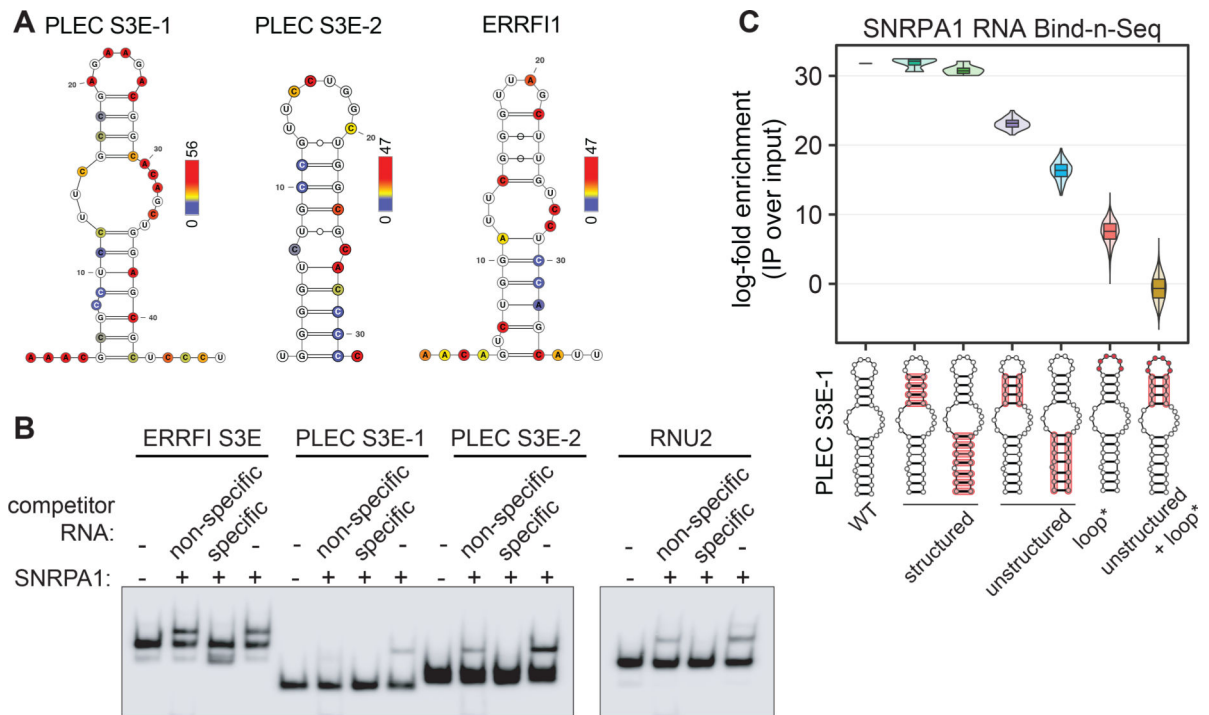 A
PLEC S3E-1
PLEC S3E-2
ERRFI1
20
30
10
40
56
0
A A A C G C U C C C U
20
10
30
47
0
U G C C
20
10
30
47
0
A A C A G C A U U
B
ERRFI S3E
PLEC S3E-1
PLEC S3E-2
RNU2
competitor RNA:
- non-specific specific - - non-specific specific - - non-specific specific - - non-specific specific -
SNRPA1: - + + + - + + + - + + + - + + +
C
SNRPA1 RNA Bind-n-Seq
log-fold enrichment
(IP over input)
30
20
10
0
PLEC S3E-1
WT
structured
unstructured
loop*
unstructured
+ loop*